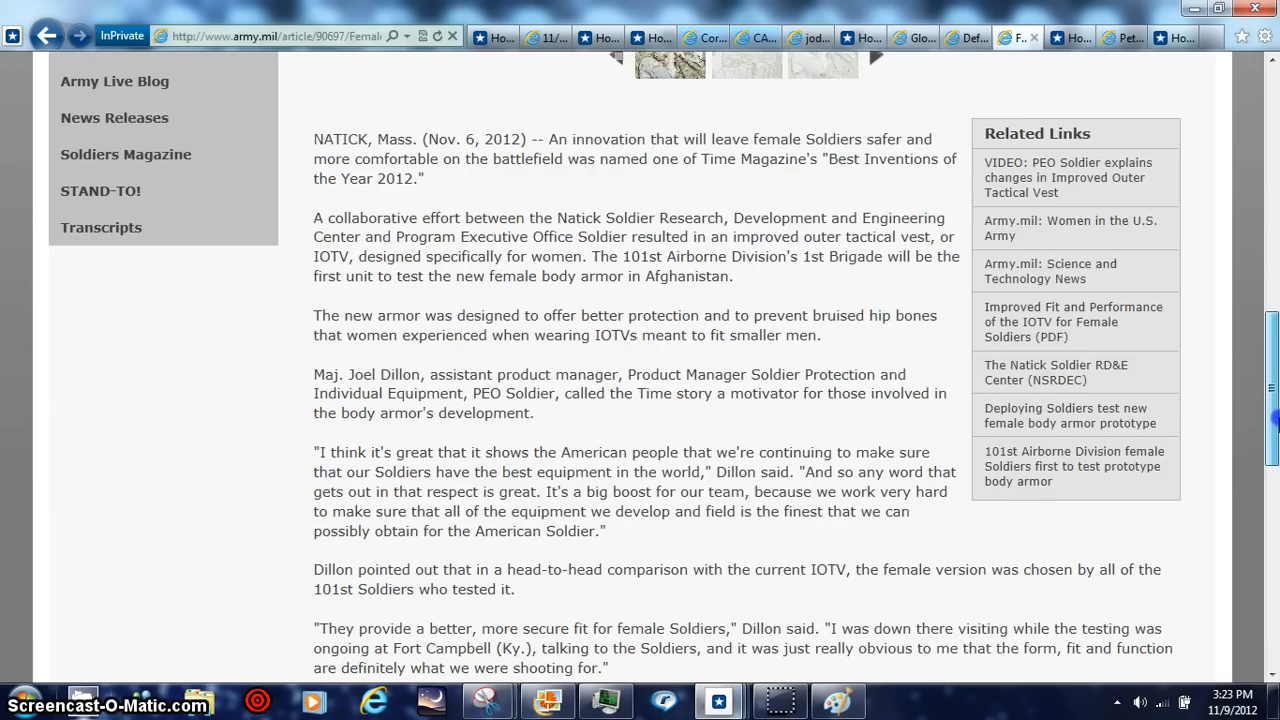 InPrivate
http://www.army.mil/article/90697/Femal
Ho...
11/...
Ho...
Ho...
Cor...
CA...
jod...
Ho...
Glo...
Def...
F...
Ho...
Pet...
Ho...
Army Live Blog
News Releases
Soldiers Magazine
STAND-TO!
Transcripts
NATICK, Mass. (Nov. 6, 2012) -- An innovation that will leave female Soldiers safer and
more comfortable on the battlefield was named one of Time Magazine's "Best Inventions of
the Year 2012."
A collaborative effort between the Natick Soldier Research, Development and Engineering
Center and Program Executive Office Soldier resulted in an improved outer tactical vest, or
IOTV, designed specifically for women. The 101st Airborne Division's 1st Brigade will be the
first unit to test the new female body armor in Afghanistan.
The new armor was designed to offer better protection and to prevent bruised hip bones
that women experienced when wearing IOTVs meant to fit smaller men.
Maj. Joel Dillon, assistant product manager, Product Manager Soldier Protection and
Individual Equipment, PEO Soldier, called the Time story a motivator for those involved in
the body armor's development.
"I think it's great that it shows the American people that we're continuing to make sure
that our Soldiers have the best equipment in the world," Dillon said. "And so any word that
gets out in that respect is great. It's a big boost for our team, because we work very hard
to make sure that all of the equipment we develop and field is the finest that we can
possibly obtain for the American Soldier."
Dillon pointed out that in a head-to-head comparison with the current IOTV, the female version was chosen by all of the
101st Soldiers who tested it.
"They provide a better, more secure fit for female Soldiers," Dillon said. "I was down there visiting while the testing was
ongoing at Fort Campbell (Ky.), talking to the Soldiers, and it was just really obvious to me that the form, fit and function
are definitely what we were shooting for."
Related Links
VIDEO: PEO Soldier explains
changes in Improved Outer
Tactical Vest
Army.mil: Women in the U.S.
Army
Army.mil: Science and
Technology News
Improved Fit and Performance
of the IOTV for Female
Soldiers (PDF)
The Natick Soldier RD&E
Center (NSRDEC)
Deploying Soldiers test new
female body armor prototype
101st Airborne Division female
Soldiers first to test prototype
body armor
Screencast-O-Matic.com
3:23 PM
11/9/2012